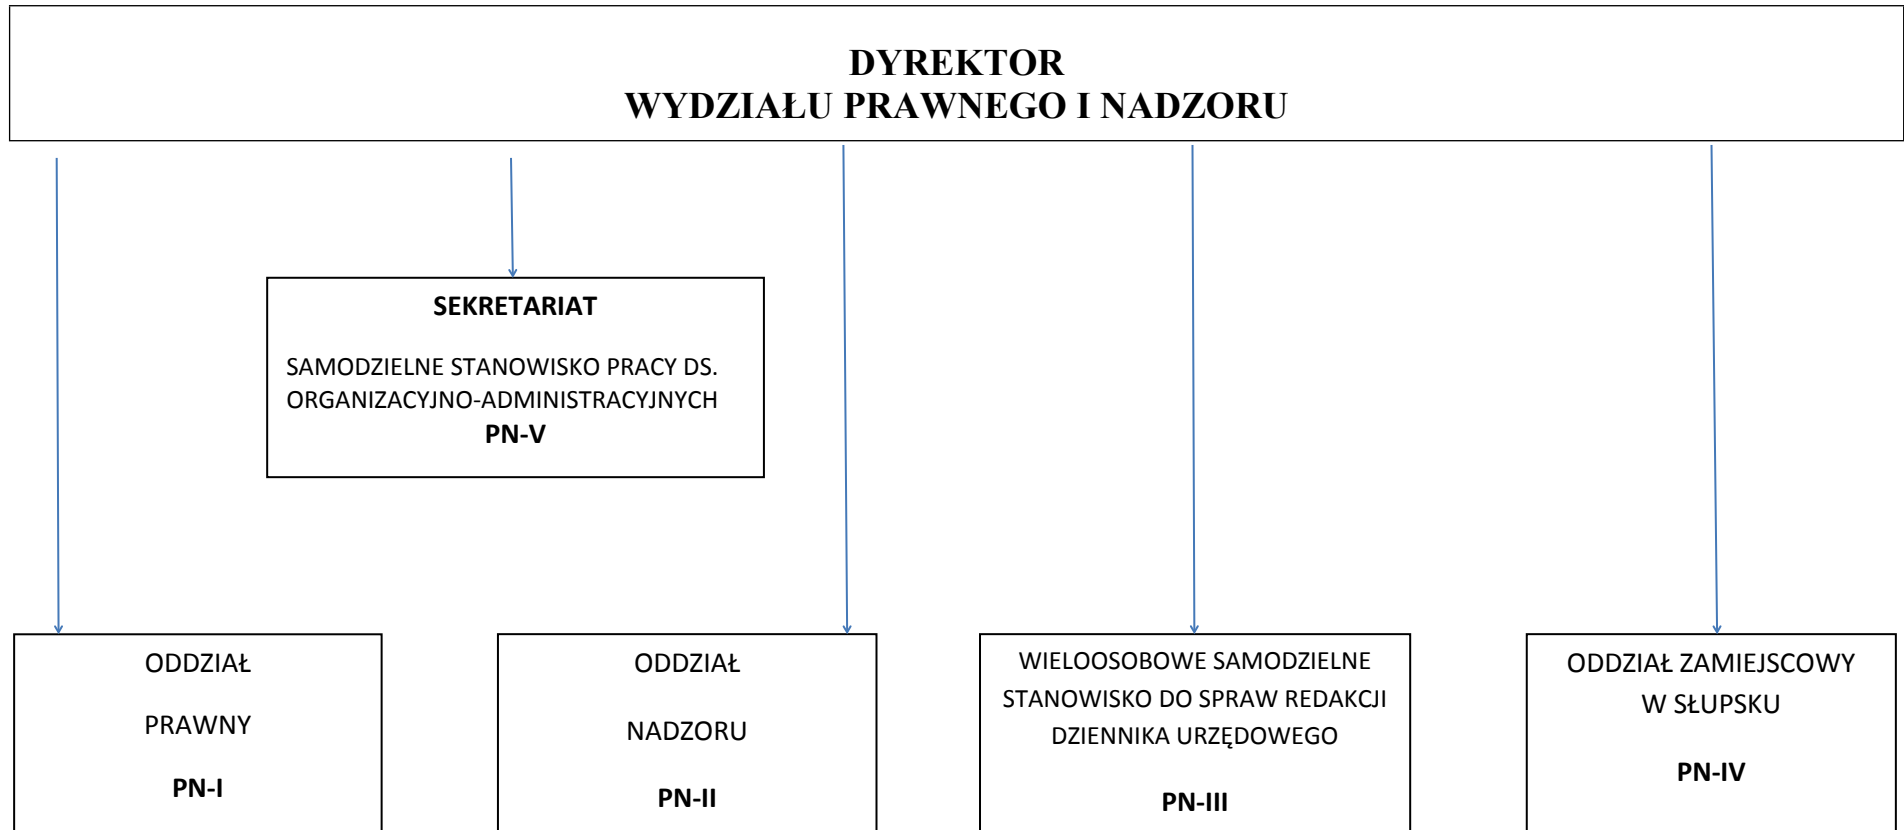 DYREKTOR
WYDZIAŁU PRAWNEGO I NADZORU
SEKRETARIAT
SAMODZIELNE STANOWISKO PRACY DS.
ORGANIZACYJNO-ADMINISTRACYJNYCH
PN-V
ODDZIAŁ
PRAWNY
PN-I
ODDZIAŁ
NADZORU
PN-II
WIELOOSOBOWE SAMODZIELNE
STANOWISKO DO SPRAW REDAKCJI
DZIENNIKA URZĘDOWEGO
PN-III
ODDZIAŁ ZAMIEJSCOWY
W SŁUPSKU
PN-IV